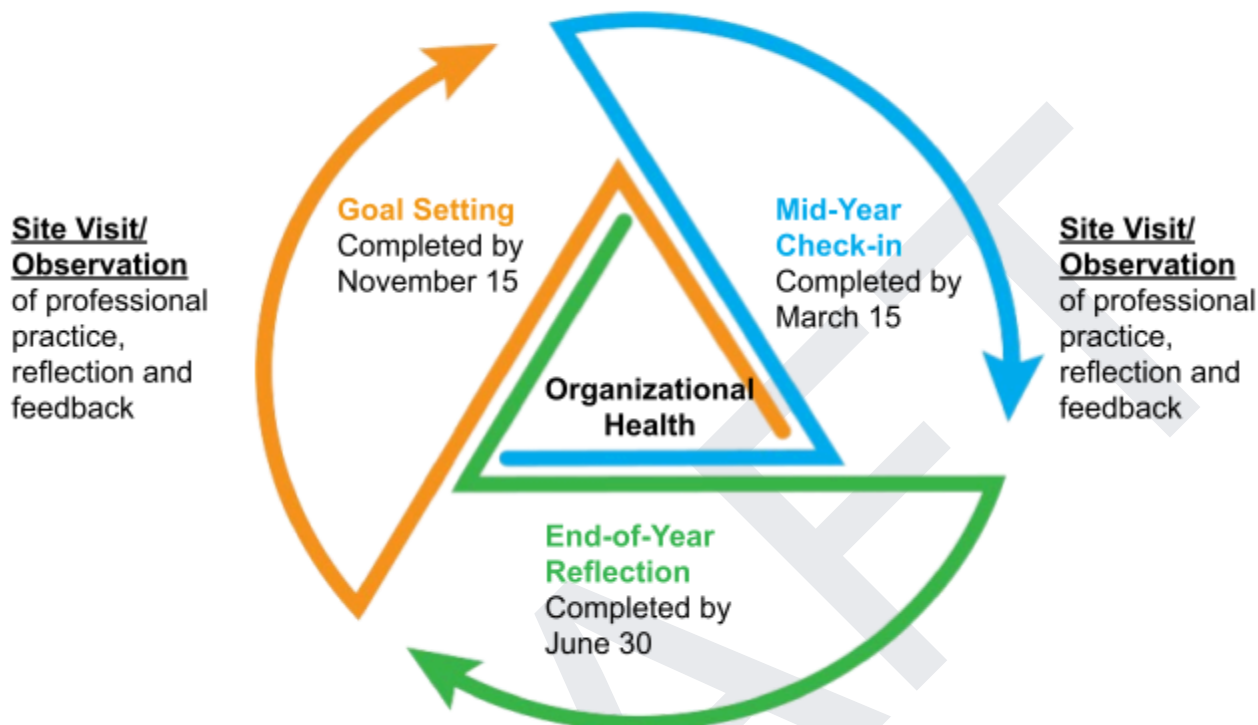 Site Visit/
Observation
of professional
practice,
reflection and
feedback
Goal Setting
Completed by
November 15
Mid-Year
Check-in
Completed by
March 15
Site Visit/
Observation
of professional
practice,
reflection and
feedback
Organizational
Health
End-of-Year
Reflection
Completed by
June 30